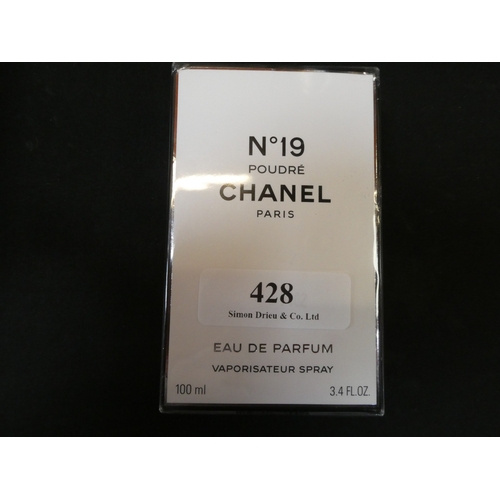 N°19
POUDRÉ
CHANEL
PARIS
428
Simon Drieu & Co. Ltd
EAU DE PARFUM
VAPORISATEUR SPRAY
100 ml 3.4 FL.OZ.